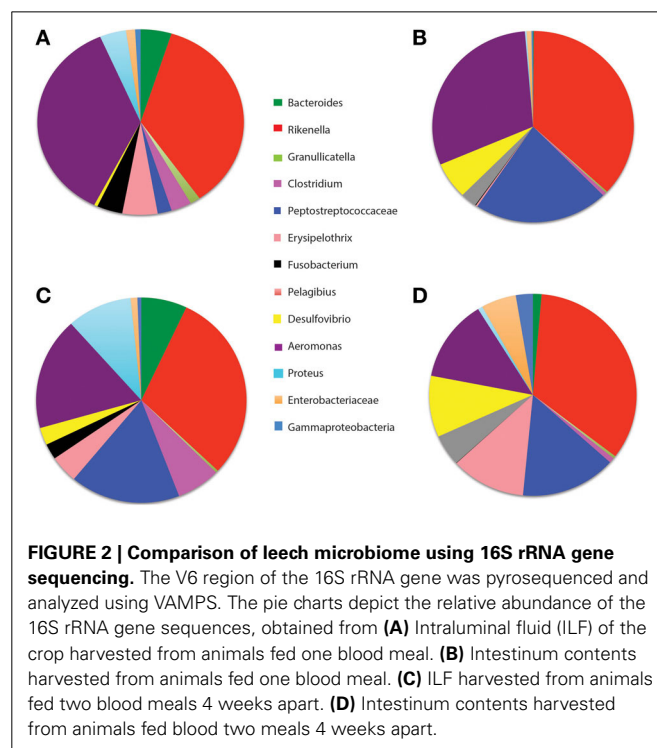 A
B
Bacteroides
Rikenella
Granullicatella
Clostridium
Peptostreptococcaceae
Erysipelothrix
Fusobacterium
Pelagibius
Desulfovibrio
Aeromonas
Proteus
Enterobacteriaceae
Gammaproteobacteria
C
D
FIGURE 2 | Comparison of leech microbiome using 16S rRNA gene
sequencing. The V6 region of the 16S rRNA gene was pyrosequenced and
analyzed using VAMPS. The pie charts depict the relative abundance of the
16S rRNA gene sequences, obtained from (A) Intraluminal fluid (ILF) of the
crop harvested from animals fed one blood meal. (B) Intestinum contents
harvested from animals fed one blood meal. (C) ILF harvested from animals
fed two blood meals 4 weeks apart. (D) Intestinum contents harvested
from animals fed blood two meals 4 weeks apart.